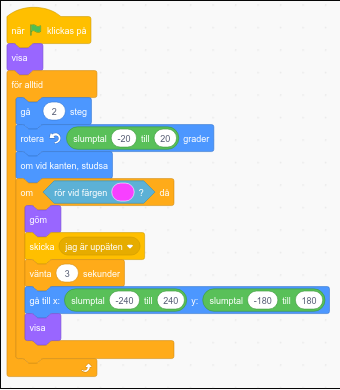 när klickas på
visa
för alltid
gå 2 steg
rotera slumptal -20 till 20 grader
om vid kanten, studsa
om rör vid färgen ? då
göm
skicka jag är uppäten
vänta 3 sekunder
gå till x: slumptal -240 till 240 y: slumptal -180 till 180
visa